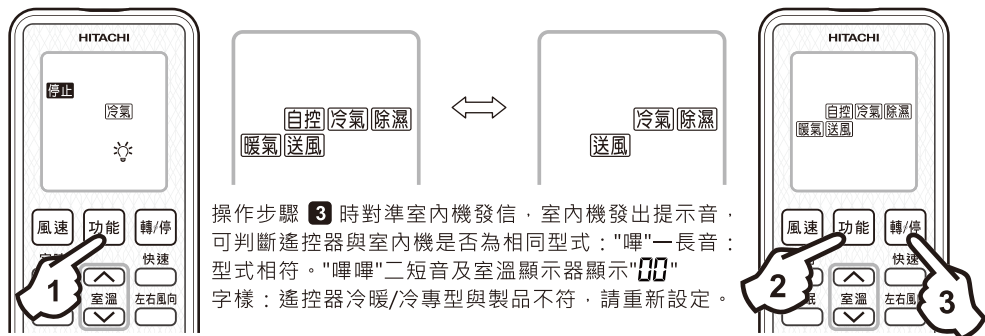 HITACHI
停止
冷氣
風速
功能
轉/停
快速
室溫
左右風向
1
自控 冷氣 除濕
暖氣 送風
冷氣 除濕
送風
操作步驟 3 時對準室內機發信，室內機發出提示音，
可判斷遙控器與室內機是否為相同型式："嗶"一長音：
型式相符。"嗶嗶"二短音及室溫顯示器顯示"00"
字樣：遙控器冷暖/冷專型與製品不符，請重新設定。
HITACHI
自控 冷氣 除濕
暖氣 送風
風速
功能
轉/停
快速
室溫
左右風
2
3